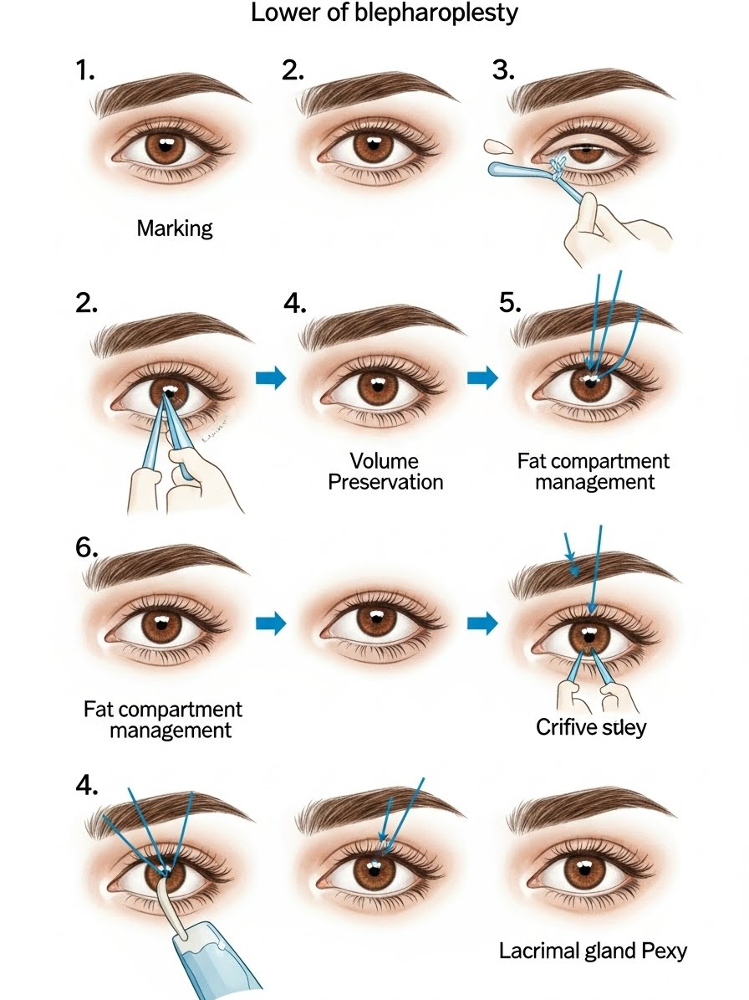 Lower of blepharoplesty
1.
2.
3.
Marking
2.
4.
5.
Volume
Preservation
Fat compartment
management
6.
Fat compartment
management
Crifive stley
4.
Lacrimal gland Pexy